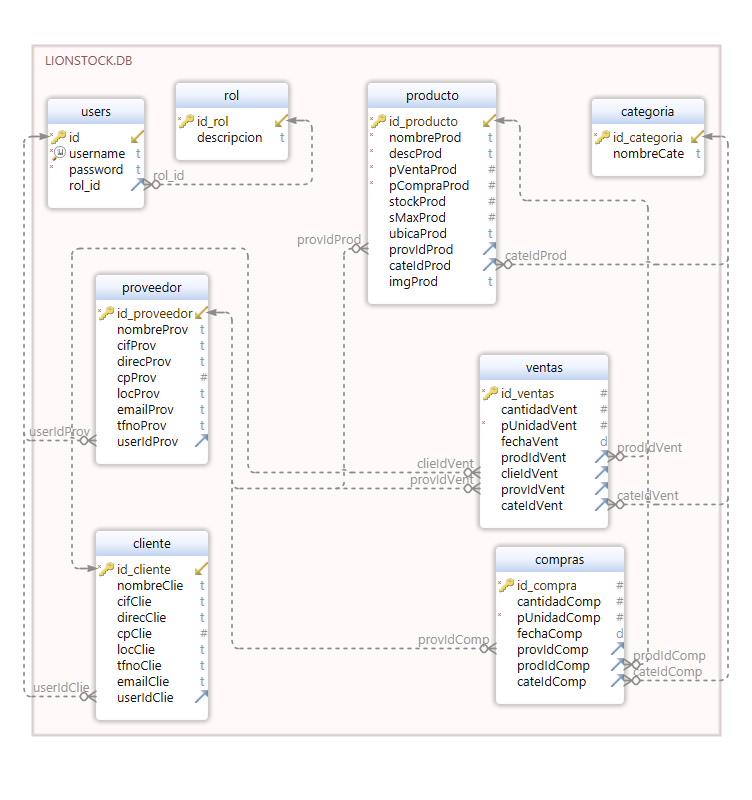 LIONSTOCK.DB
users
id
username t
password t
rol_id
rol
id_rol
descripcion t
rol_id
producto
id_producto
nombreProd t
descProd t
pVentaProd #
pCompraProd #
stockProd #
sMaxProd #
ubicaProd t
provIdProd
cateIdProd
imgProd t
provIdProd
cateIdProd
categoria
id_categoria
nombreCate t
proveedor
id_proveedor
nombreProv t
cifProv t
direcProv t
cpProv #
locProv t
emailProv t
tfnoProv t
userIdProv
userIdProv
ventas
id_ventas #
cantidadVent #
pUnidadVent #
fechaVent d
prodIdVent
clieIdVent
provIdVent
cateIdVent
clieIdVent
provIdVent
prodIdVent
cateIdVent
cliente
id_cliente
nombreClie t
cifClie t
direcClie t
cpClie #
locClie t
tfnoClie t
emailClie t
userIdClie
userIdClie
compras
id_compra #
cantidadComp #
pUnidadComp #
fechaComp d
provIdComp
prodIdComp
cateIdComp
provIdComp
prodIdComp
cateIdComp